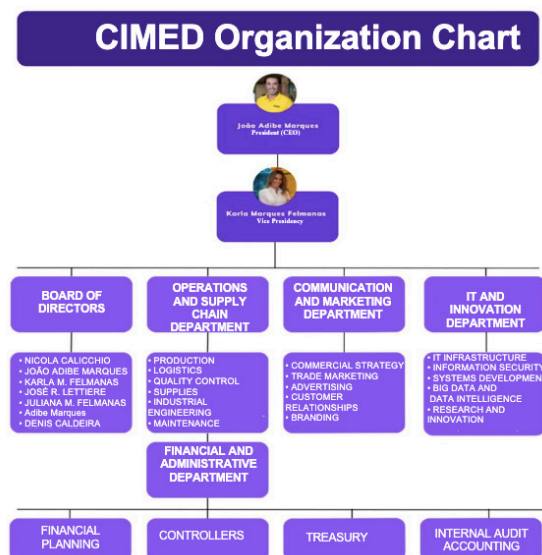 CIMED Organization Chart
João Adibe Marques
President (CEO)
Karla Marques Felmanas
Vice Presidency
BOARD OF
DIRECTORS
OPERATIONS
AND SUPPLY
CHAIN
DEPARTMENT
COMMUNICATION
AND MARKETING
DEPARTMENT
IT AND
INNOVATION
DEPARTMENT
• NICOLA CALICCHIO
• JOÃO ADIBE MARQUES
• KARLA M. FELMANAS
• JOSÉ R. LETTIERE
• JULIANA M. FELMANAS
• Adibe Marques
• DENIS CALDEIRA
• PRODUCTION
• LOGISTICS
• QUALITY CONTROL
• SUPPLIES
• INDUSTRIAL
ENGINEERING
• MAINTENANCE
• COMMERCIAL STRATEGY
• TRADE MARKETING
• ADVERTISING
• CUSTOMER
RELATIONSHIPS
• BRANDING
• IT INFRASTRUCTURE
• INFORMATION SECURITY
• SYSTEMS DEVELOPMENT
• BIG DATA AND
DATA INTELLIGENCE
• RESEARCH AND
INNOVATION
FINANCIAL AND
ADMINISTRATIVE
DEPARTMENT
FINANCIAL
PLANNING
CONTROLLERS
TREASURY
INTERNAL AUDIT
ACCOUNTING